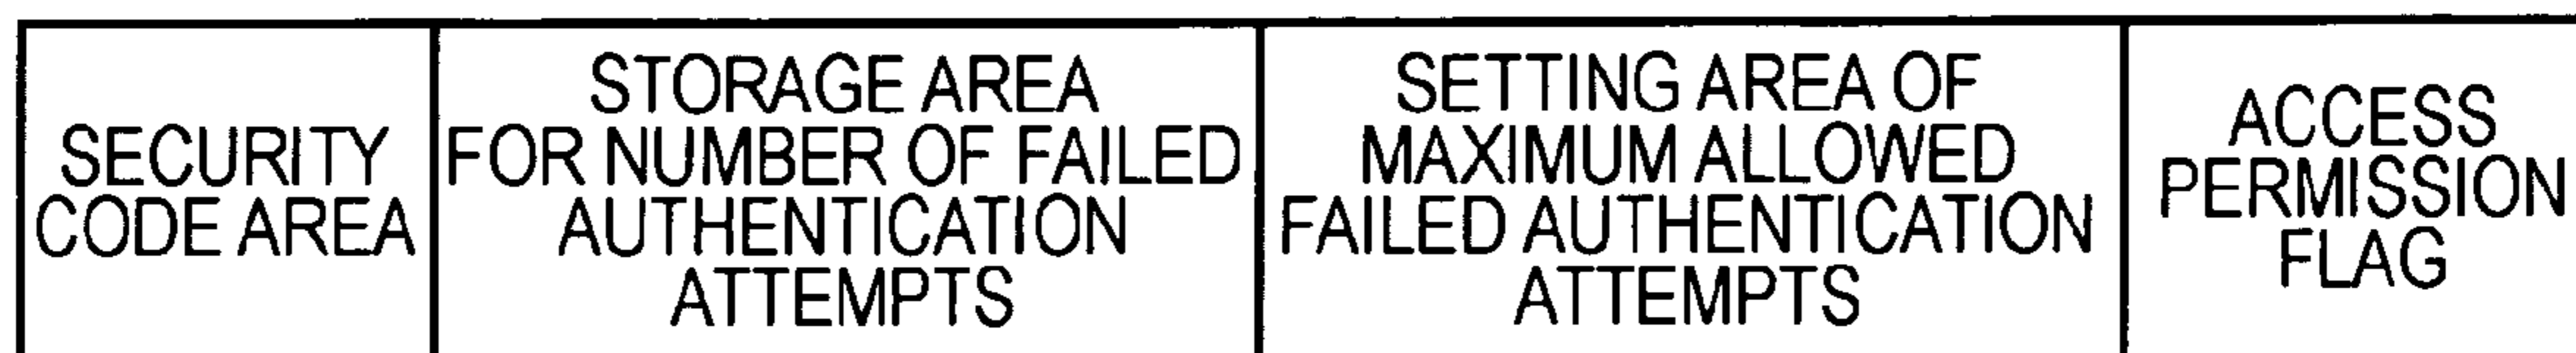 SECURITY
CODE AREA
STORAGE AREA
FOR NUMBER OF FAILED
AUTHENTICATION
ATTEMPTS
SETTING AREA OF
MAXIMUM ALLOWED
FAILED AUTHENTICATION
ATTEMPTS
ACCESS
PERMISSION
FLAG